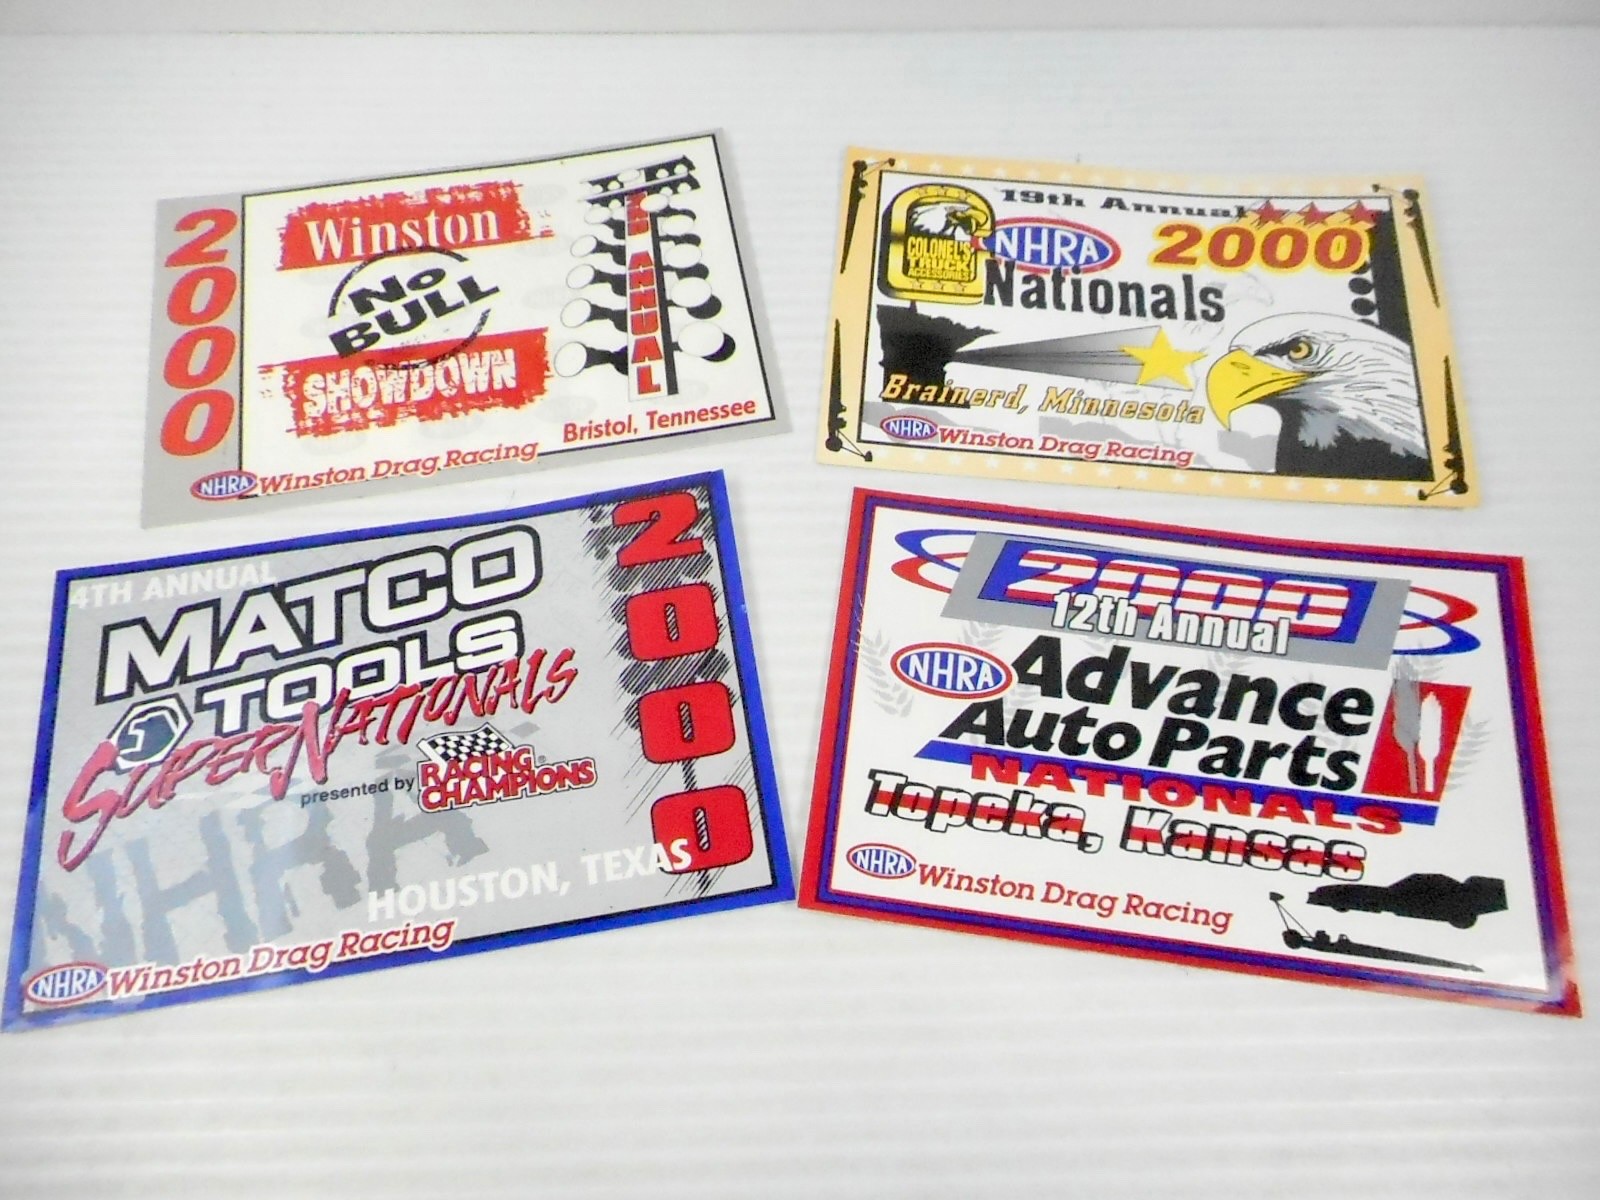 2000
Winston
No
BULL
SHOWDOWN
ANNUAL
Bristol, Tennessee
NHRA Winston Drag Racing
19th Annual
COLONEL'S
TRUCK
ACCESSORIES
NHRA
2000
Nationals
Brainerd, Minnesota
NHRA Winston Drag Racing
4TH ANNUAL
MATCO
TOOLS
SUPERNATIONALS
presented by
RACING
CHAMPIONS
2000
NHRA
HOUSTON, TEXAS
NHRA Winston Drag Racing
2000
12th Annual
NHRA
Advance
Auto Parts
NATIONALS
Topeka, Kansas
NHRA Winston Drag Racing